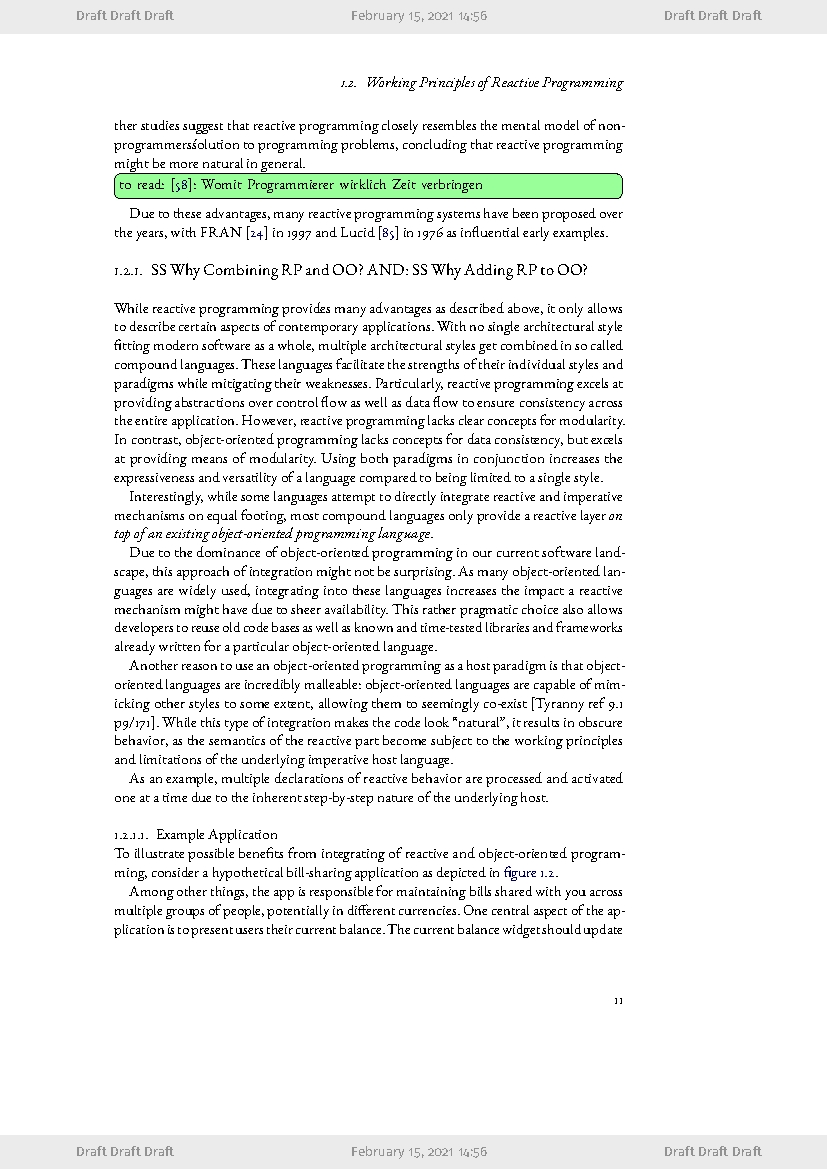 Draft Draft Draft February 15, 2021 14:56 Draft Draft Draft
1.2. Working Principles of Reactive Programming
ther studies suggest that reactive programming closely resembles the mental model of non-
programmersśolution to programming problems, concluding that reactive programming
might be more natural in general.
to read: [58]: Womit Programmierer wirklich Zeit verbringen
Due to these advantages, many reactive programming systems have been proposed over
the years, with FRAN [24] in 1997 and Lucid [85] in 1976 as influential early examples.
1.2.1. SS Why Combining RP and OO? AND: SS Why Adding RP to OO?
While reactive programming provides many advantages as described above, it only allows
to describe certain aspects of contemporary applications. With no single architectural style
fitting modern software as a whole, multiple architectural styles get combined in so called
compound languages. These languages facilitate the strengths of their individual styles and
paradigms while mitigating their weaknesses. Particularly, reactive programming excels at
providing abstractions over control flow as well as data flow to ensure consistency across
the entire application. However, reactive programming lacks clear concepts for modularity.
In contrast, object-oriented programming lacks concepts for data consistency, but excels
at providing means of modularity. Using both paradigms in conjunction increases the
expressiveness and versatility of a language compared to being limited to a single style.
Interestingly, while some languages attempt to directly integrate reactive and imperative
mechanisms on equal footing, most compound languages only provide a reactive layer on
top of an existing object-oriented programming language.
Due to the dominance of object-oriented programming in our current software land-
scape, this approach of integration might not be surprising. As many object-oriented lan-
guages are widely used, integrating into these languages increases the impact a reactive
mechanism might have due to sheer availability. This rather pragmatic choice also allows
developers to reuse old code bases as well as known and time-tested libraries and frameworks
already written for a particular object-oriented language.
Another reason to use an object-oriented programming as a host paradigm is that object-
oriented languages are incredibly malleable: object-oriented languages are capable of mim-
icking other styles to some extent, allowing them to seemingly co-exist [Tyranny ref 9.1
p9/171]. While this type of integration makes the code look “natural”, it results in obscure
behavior, as the semantics of the reactive part become subject to the working principles
and limitations of the underlying imperative host language.
As an example, multiple declarations of reactive behavior are processed and activated
one at a time due to the inherent step-by-step nature of the underlying host.
1.2.1.1. Example Application
To illustrate possible benefits from integrating of reactive and object-oriented program-
ming, consider a hypothetical bill-sharing application as depicted in figure 1.2.
Among other things, the app is responsible for maintaining bills shared with you across
multiple groups of people, potentially in different currencies. One central aspect of the ap-
plication is to present users their current balance. The current balance widget should update
11
Draft Draft Draft February 15, 2021 14:56 Draft Draft Draft